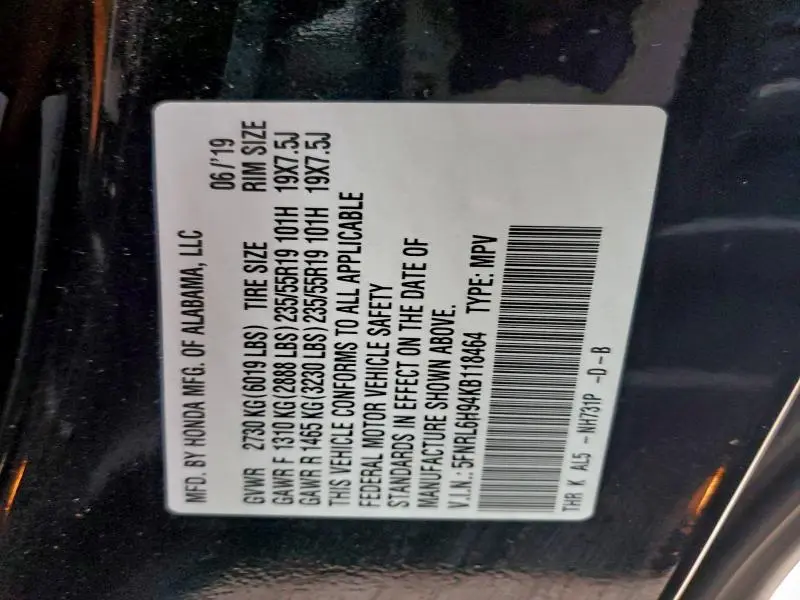 MFD. BY HONDA MFG. OF ALABAMA, LLC 06/'19
GVWR 2730 KG(6019 LBS) TIRE SIZE RIM SIZE
GAWR F 1310 KG(2888 LBS) 235/55R19 101H 19X7.5J
GAWR R 1465 KG(3230 LBS) 235/55R19 101H 19X7.5J
THIS VEHICLE CONFORMS TO ALL APPLICABLE
FEDERAL MOTOR VEHICLE SAFETY
STANDARDS IN EFFECT ON THE DATE OF
MANUFACTURE SHOWN ABOVE.
V.I.N.: 5FNRL6H94KB118464 TYPE: MPV
THR K AL5 -NH731P -D-B